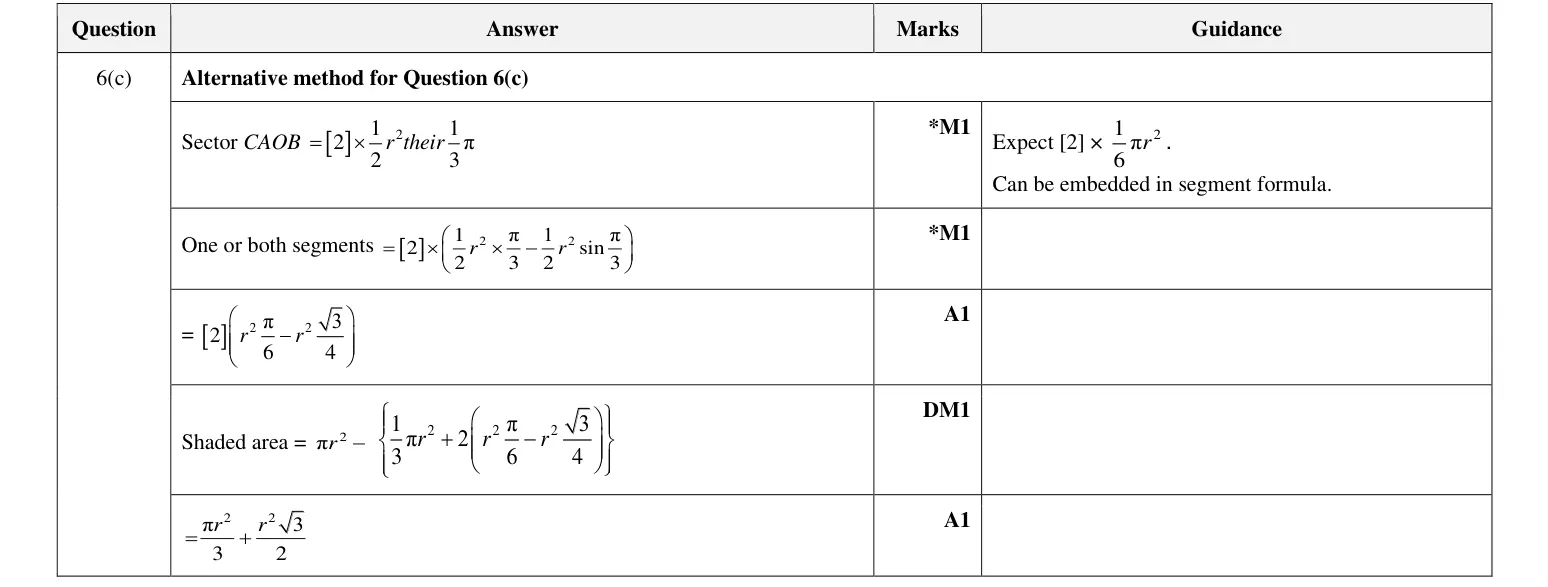 Question Answer Marks Guidance
6(c) Alternative method for Question 6(c)
Sector CAOB = [2] × 1/2 r² their 1/3 π *M1 Expect [2] × 1/6 πr² .
Can be embedded in segment formula.
One or both segments = [2] × (1/2 r² × π/3 − 1/2 r² sin π/3) *M1
= [2] (r² π/6 − r² √3/4) A1
Shaded area = πr² − {1/3 πr² + 2 (r² π/6 − r² √3/4)} DM1
= πr²/3 + r²√3/2 A1